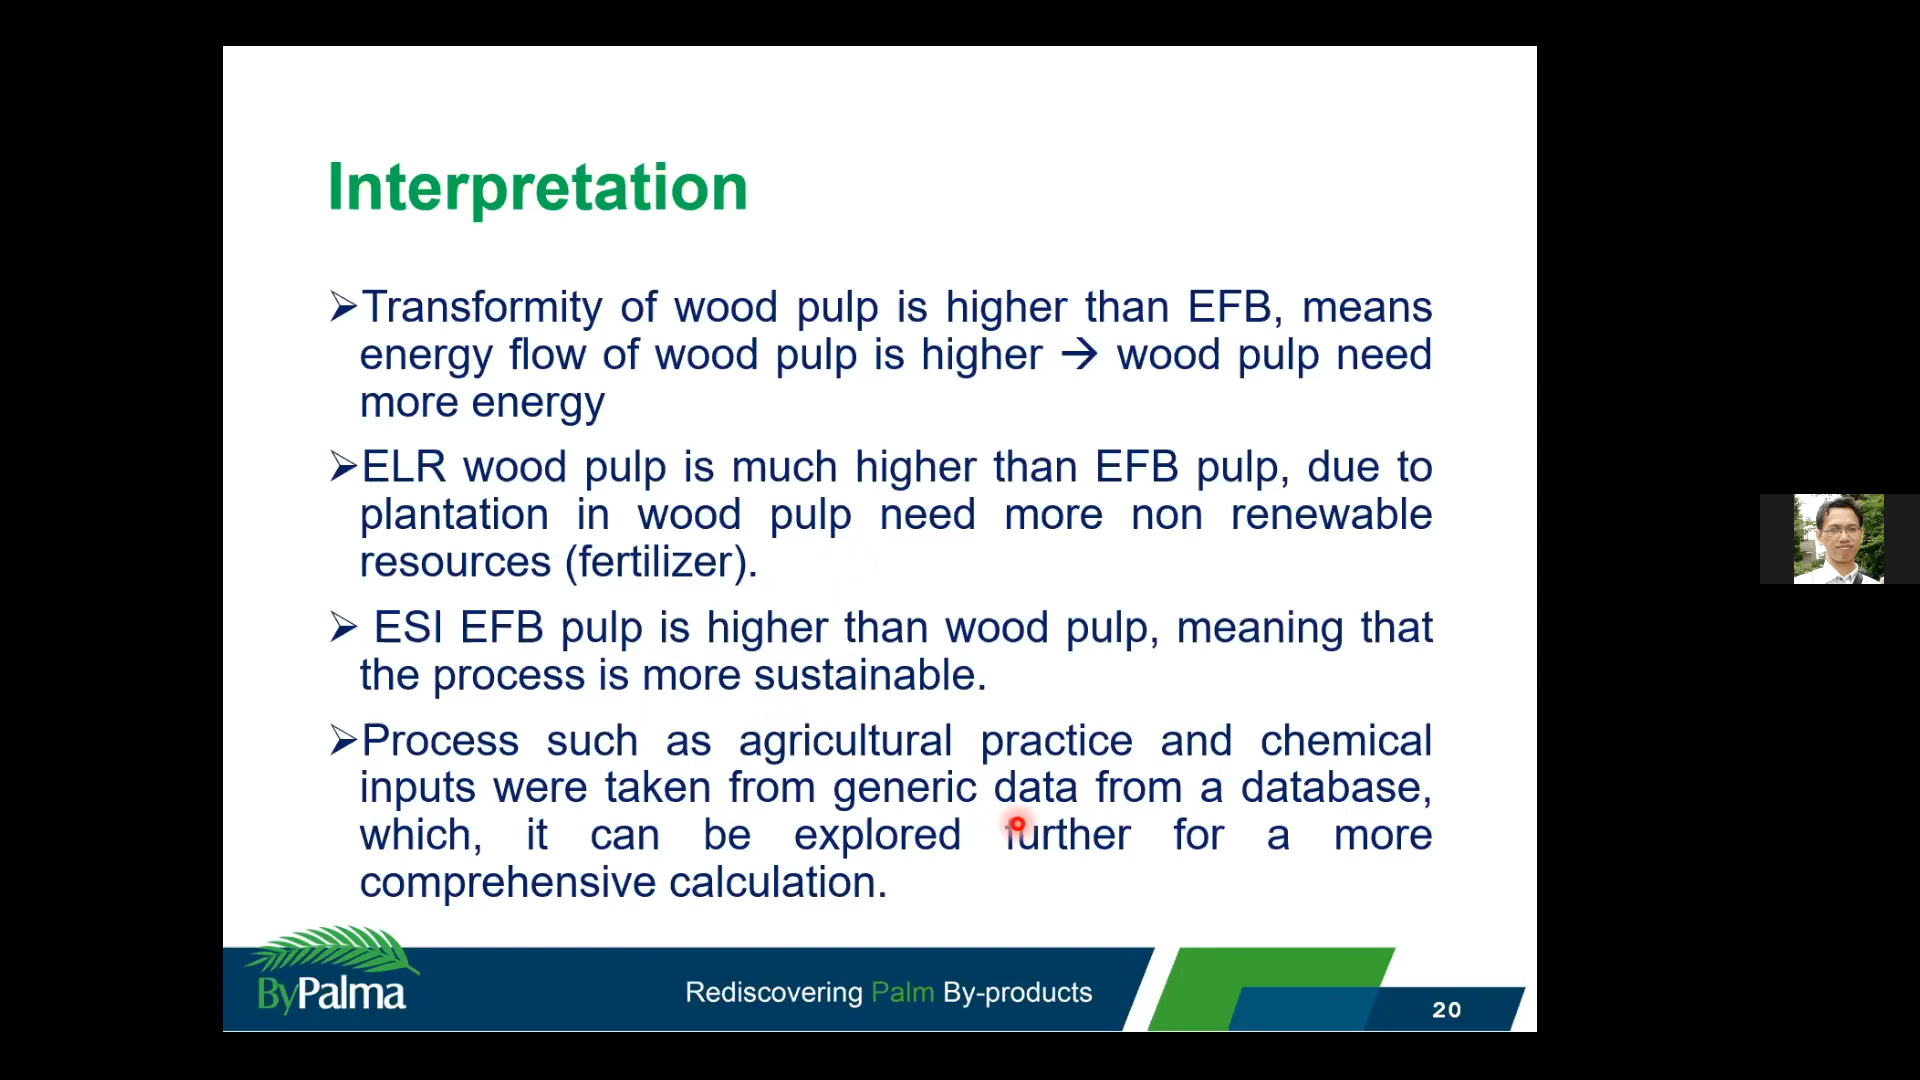 Interpretation
Transformity of wood pulp is higher than EFB, means
energy flow of wood pulp is higher → wood pulp need
more energy
ELR wood pulp is much higher than EFB pulp, due to
plantation in wood pulp need more non renewable
resources (fertilizer).
ESI EFB pulp is higher than wood pulp, meaning that
the process is more sustainable.
Process such as agricultural practice and chemical
inputs were taken from generic data from a database,
which, it can be explored further for a more
comprehensive calculation.
ByPalma
Rediscovering Palm By-products
20